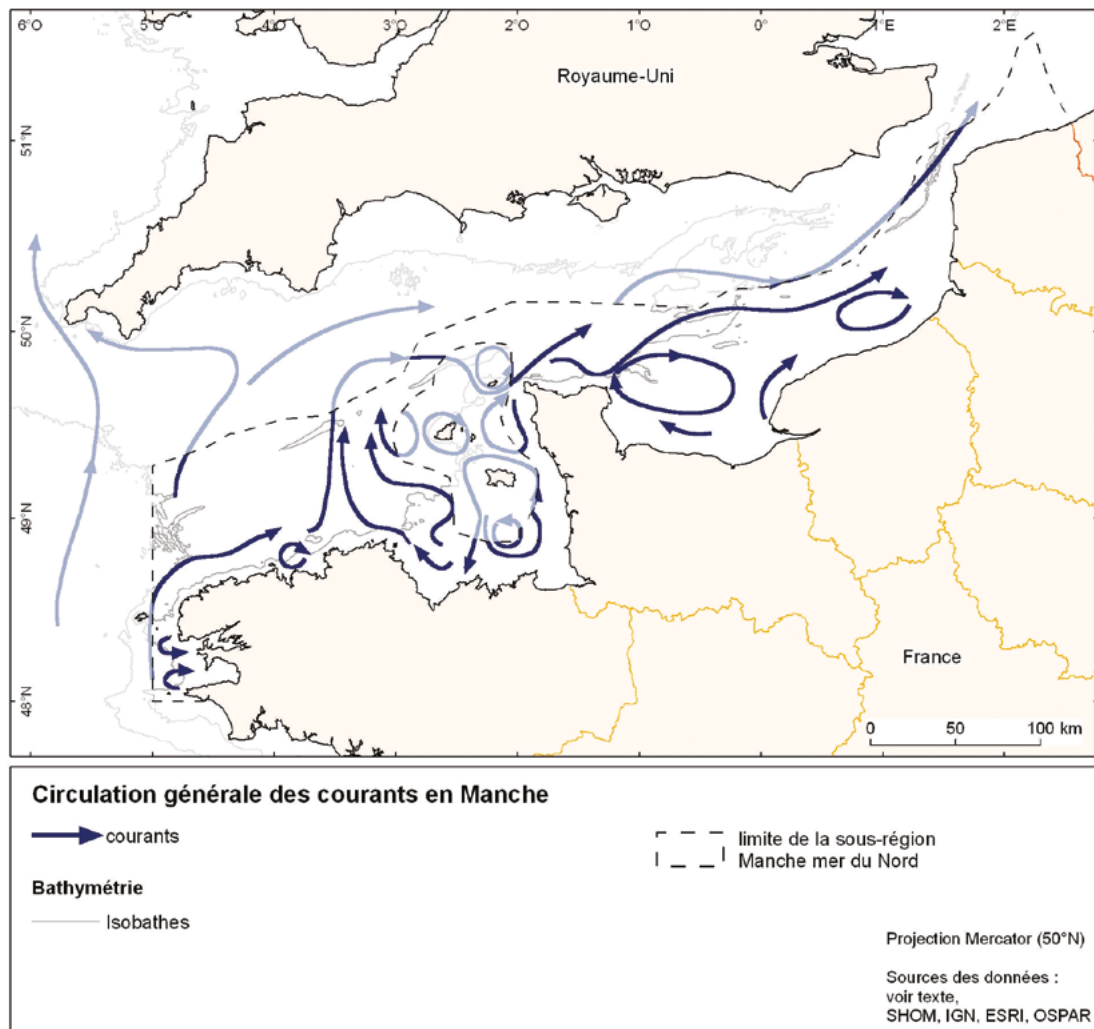 6°O 5°O 4°O 3°O 2°O 1°O 0° 1°E 2°E
Royaume-Uni
51°N
50°N
49°N
48°N
France
0 50 100 km
Circulation générale des courants en Manche
courants
limite de la sous-région
Manche mer du Nord
Bathymétrie
Isobathes
Projection Mercator (50°N)
Sources des données :
voir texte,
SHOM, IGN, ESRI, OSPAR